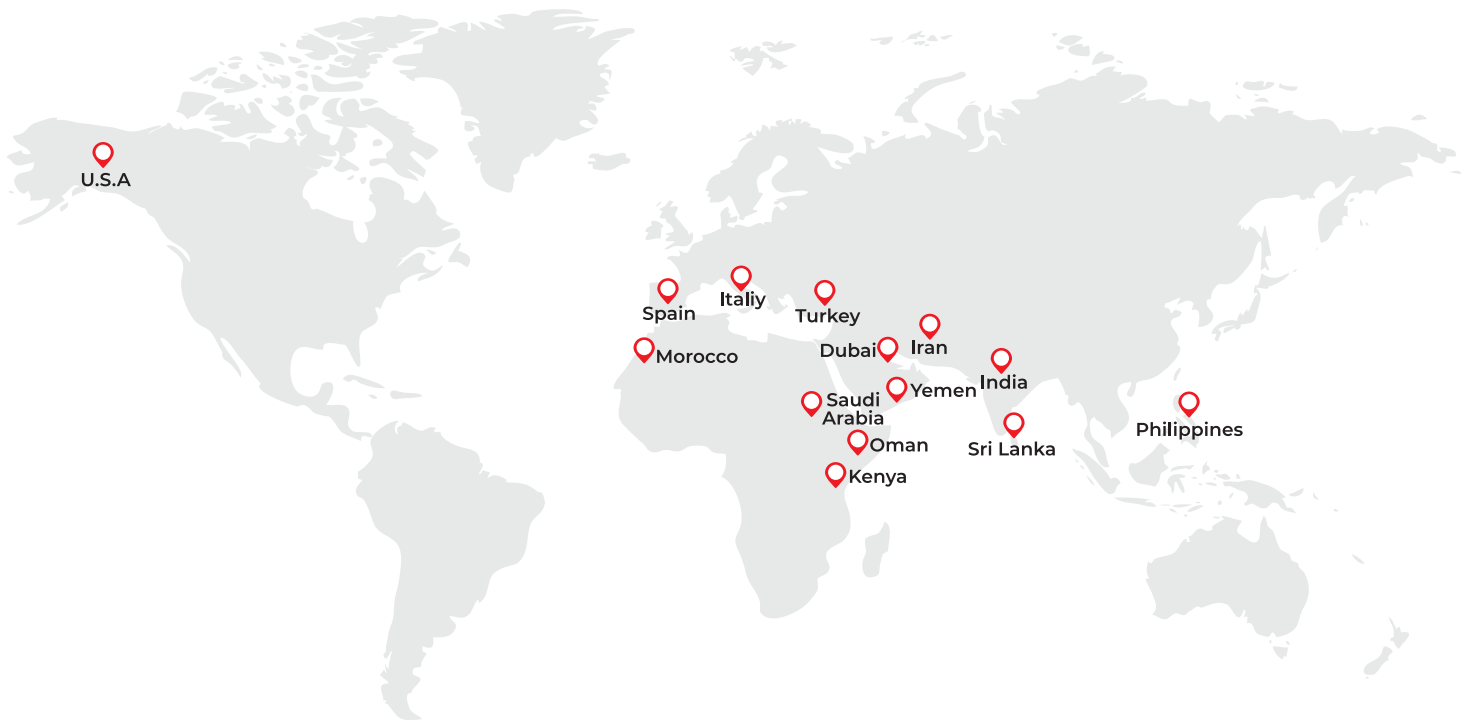 U.S.A
Spain
Italiy
Turkey
Morocco
Dubai
Iran
India
Yemen
Saudi
Arabia
Oman
Kenya
Sri Lanka
Philippines